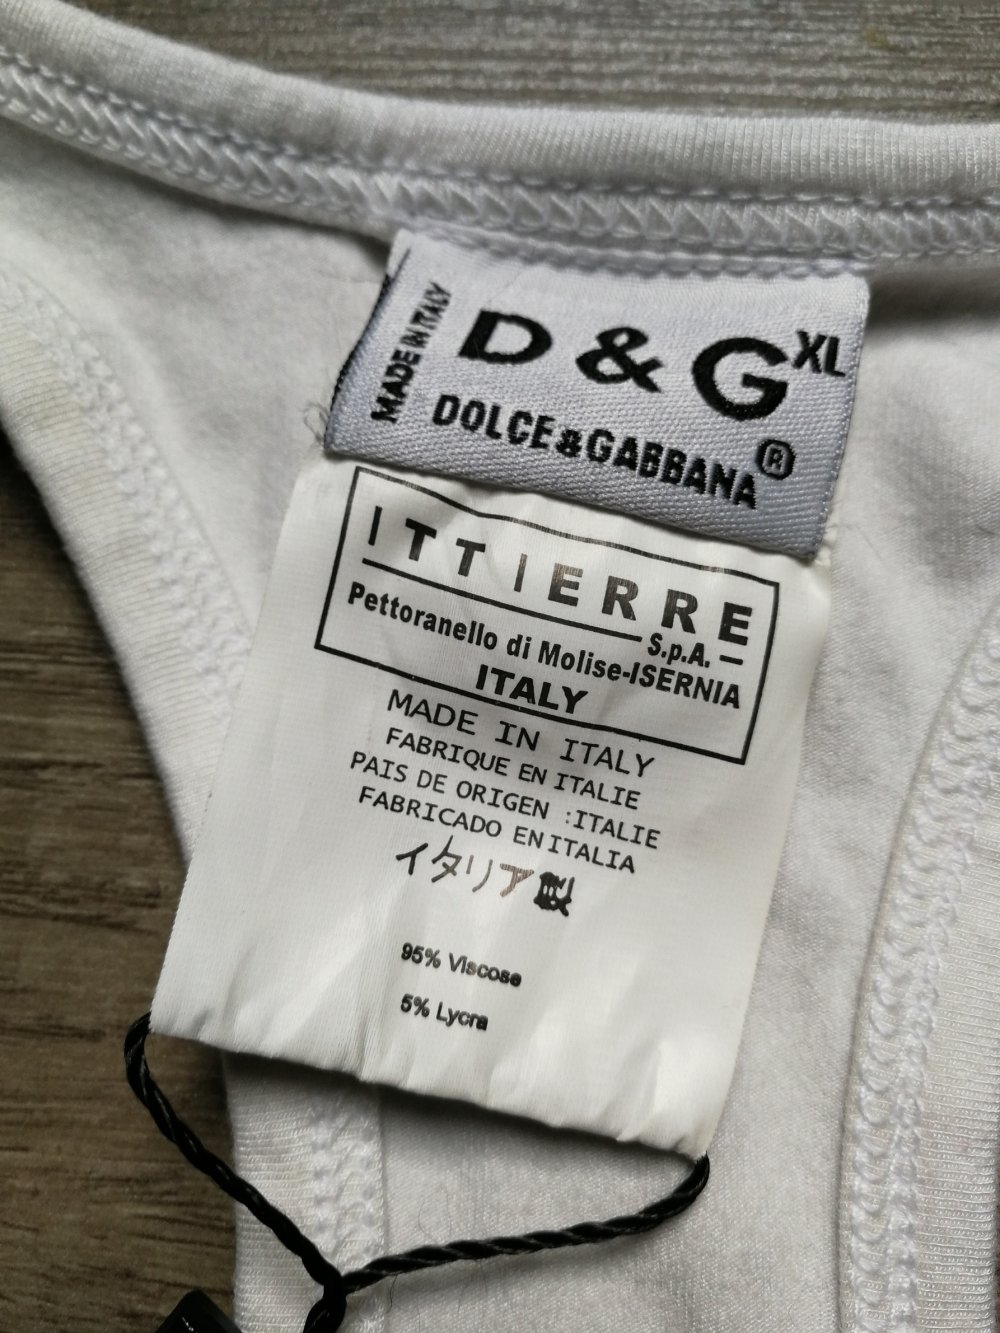 MADE IN ITALY
D & G XL
DOLCE&GABBANA ®
ITTIERRE
S.p.A.
Pettoranello di Molise-ISERNIA
ITALY
MADE IN ITALY
FABRIQUE EN ITALIE
PAIS DE ORIGEN :ITALIE
FABRICADO EN ITALIA
イタリア製
95% Viscose
5% Lycra